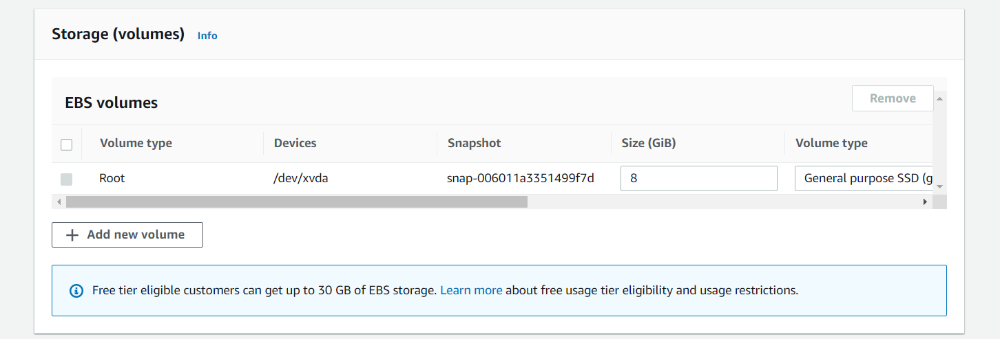 Storage (volumes) Info
EBS volumes
Remove
Volume type Devices Snapshot Size (GiB) Volume type
Root /dev/xvda snap-006011a3351499f7d 8 General purpose SSD (g
Add new volume
Free tier eligible customers can get up to 30 GB of EBS storage. Learn more about free usage tier eligibility and usage restrictions.